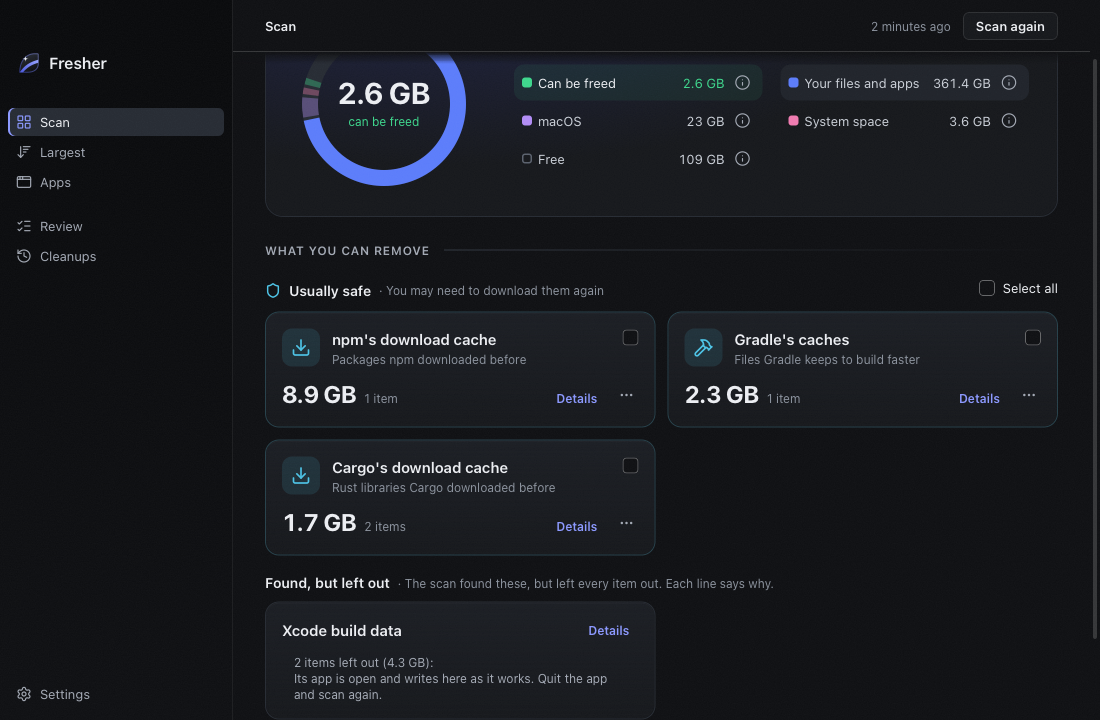 Fresher
Scan
Largest
Apps
Review
Cleanups
Settings
Scan
2 minutes ago
Scan again
2.6 GB
can be freed
Can be freed 2.6 GB
Your files and apps 361.4 GB
macOS 23 GB
System space 3.6 GB
Free 109 GB
WHAT YOU CAN REMOVE
Usually safe · You may need to download them again
Select all
npm's download cache
Packages npm downloaded before
8.9 GB 1 item Details ...
Gradle's caches
Files Gradle keeps to build faster
2.3 GB 1 item Details ...
Cargo's download cache
Rust libraries Cargo downloaded before
1.7 GB 2 items Details ...
Found, but left out · The scan found these, but left every item out. Each line says why.
Xcode build data Details
2 items left out (4.3 GB):
Its app is open and writes here as it works. Quit the app
and scan again.